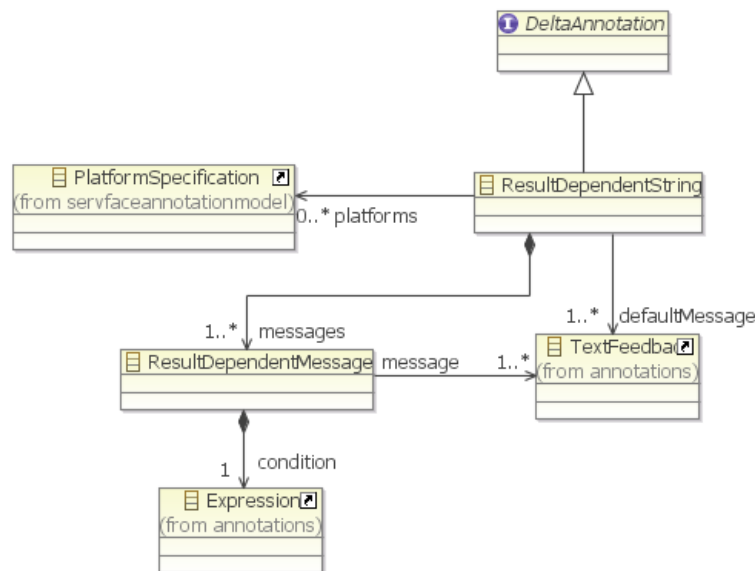 I DeltaAnnotation
PlatformSpecification
(from servfaceannotationmodel)
ResultDependentString
0..* platforms
1..* messages
1..* defaultMessage
ResultDependentMessage
message
1..*
TextFeedbac
(from annotations)
1
condition
Expression
(from annotations)